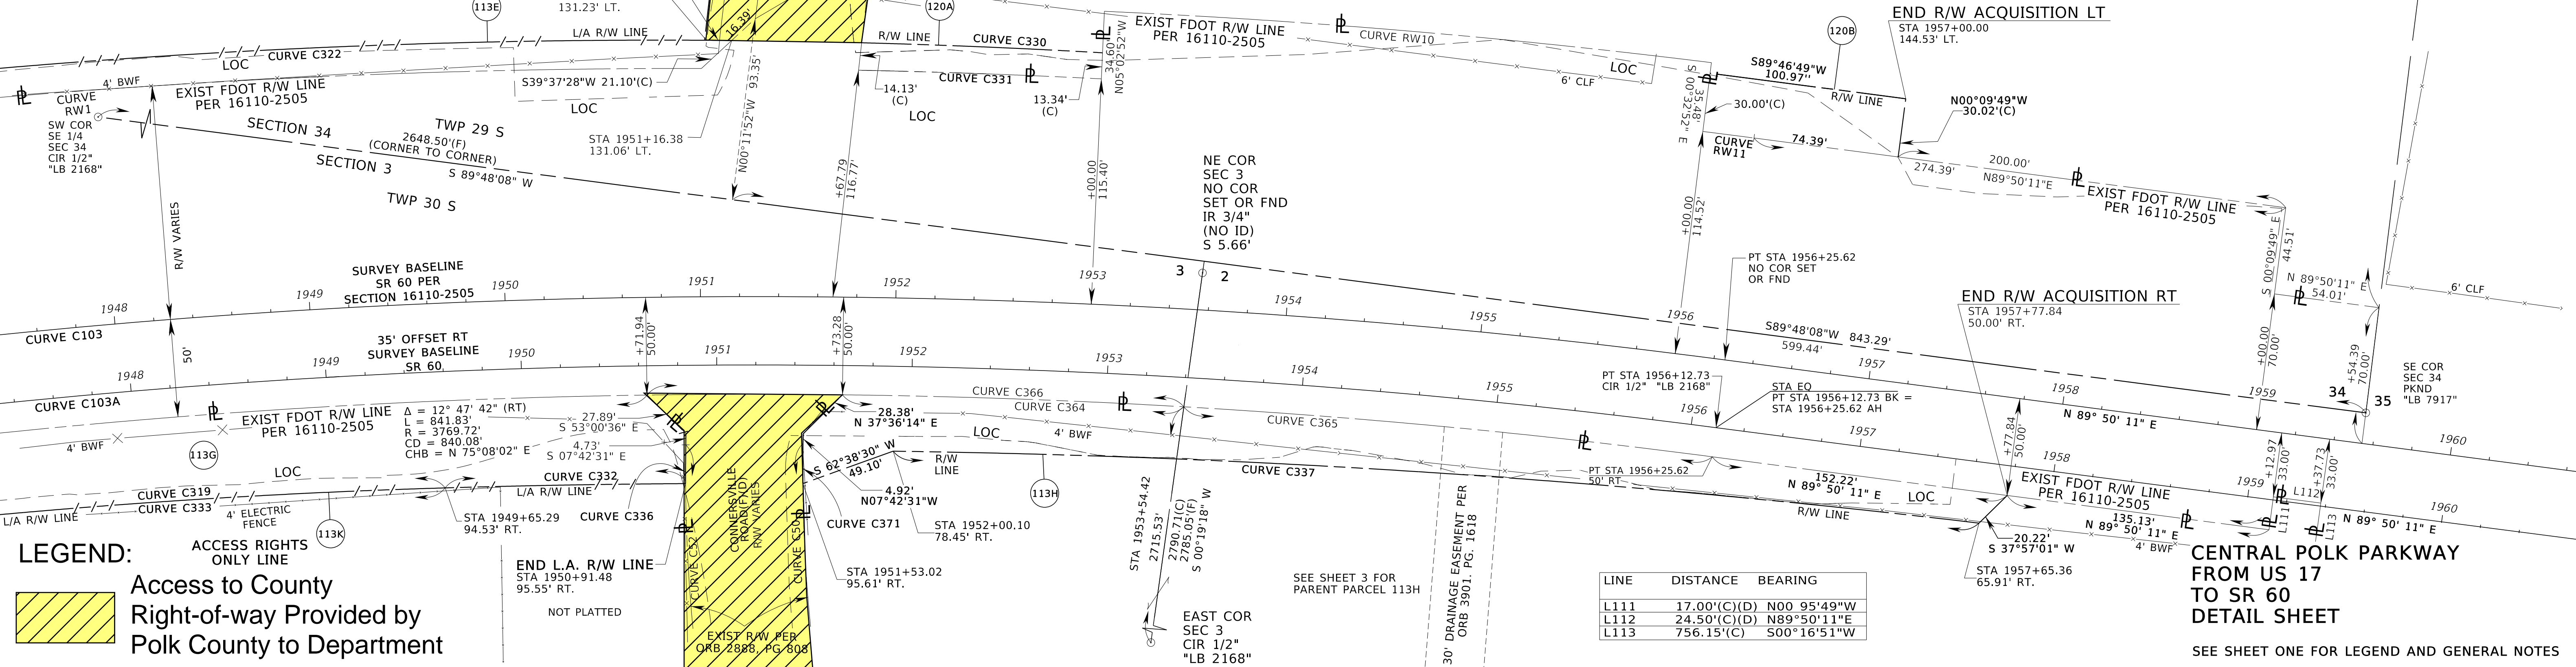 113E
131.23' LT.
16.39'
120A
EXIST FDOT R/W LINE
PER 16110-2505
CURVE RW10
120B
END R/W ACQUISITION LT
STA 1957+00.00
144.53' LT.
L/A R/W LINE
CURVE C322
LOC
R/W LINE
CURVE C330
34.60'
N05°02'52"W
6' CLF
LOC
S89°46'49"W
100.97''
R/W LINE
4' BWF
CURVE
RW1
EXIST FDOT R/W LINE
PER 16110-2505
S39°37'28"W 21.10'(C)
LOC
N00°11'52"W 93.35'
CURVE C331
14.13'
(C)
13.34'
(C)
LOC
S 00°32'52" E
35.48'
30.00'(C)
N00°09'49"W
30.02'(C)
SW COR
SE 1/4
SEC 34
CIR 1/2"
"LB 2168"
SECTION 34
TWP 29 S
2648.50'(F)
(CORNER TO CORNER)
SECTION 3
S 89°48'08" W
TWP 30 S
STA 1951+16.38
131.06' LT.
+67.79
116.77'
+00.00
115.40'
NE COR
SEC 3
NO COR
SET OR FND
IR 3/4"
(NO ID)
S 5.66'
CURVE
RW11
74.39'
274.39'
200.00'
N89°50'11"E
EXIST FDOT R/W LINE
PER 16110-2505
+00.00
114.52'
R/W VARIES
S 00°09'49" E
44.51'
N 89°50'11" E
54.01'
6' CLF
SURVEY BASELINE
SR 60 PER
SECTION 16110-2505
3
2
PT STA 1956+25.62
NO COR SET
OR FND
END R/W ACQUISITION RT
STA 1957+77.84
50.00' RT.
1948
1949
1950
1951
1952
1953
1954
1955
1956
1957
1958
1959
1960
CURVE C103
50'
35' OFFSET RT
SURVEY BASELINE
SR 60
+71.94
50.00'
+73.28
50.00'
S89°48'08"W 843.29'
599.44'
+00.00
70.00'
+54.39
70.00'
SE COR
SEC 34
PKND
"LB 7917"
34
35
1948
1949
1950
1951
1952
1953
1954
1955
1956
1957
1958
1959
1960
CURVE C103A
PT STA 1956+12.73
CIR 1/2" "LB 2168"
STA EQ
PT STA 1956+12.73 BK =
STA 1956+25.62 AH
N 89° 50' 11" E
EXIST FDOT R/W LINE
PER 16110-2505
4' BWF
113G
Δ = 12° 47' 42" (RT)
L = 841.83'
R = 3769.72'
CD = 840.08'
CHB = N 75°08'02" E
27.89'
S 53°00'36" E
4.73'
S 07°42'31" E
28.38'
N 37°36'14" E
CURVE C366
CURVE C364
CURVE C365
LOC
4' BWF
+77.84
50.00'
+12.97
33.00'
+37.73
33.00'
LOC
CURVE C332
L/A R/W LINE
S 62°38'30" W
49.10'
R/W
LINE
4.92'
N07°42'31"W
CURVE C337
113H
PT STA 1956+25.62
50' RT
152.22'
N 89° 50' 11" E
LOC
R/W LINE
EXIST FDOT R/W LINE
PER 16110-2505
135.13'
N 89° 50' 11" E
4' BWF
L112
L111
L113
N 89° 50' 11" E
CURVE C319
CURVE C333
L/A R/W LINE
4' ELECTRIC
FENCE
113K
STA 1949+65.29
94.53' RT.
CURVE C336
CONNERSVILLE
ROAD(F)(D)
R/W VARIES
CURVE C52
CURVE C50
CURVE C371
STA 1952+00.10
78.45' RT.
STA 1953+54.42
2715.53'
2790.71'(C)
2785.05'(F)
S 00°19'18" W
20.22'
S 37°57'01" W
STA 1957+65.36
65.91' RT.
LEGEND:
ACCESS RIGHTS
ONLY LINE
Access to County
Right-of-way Provided by
Polk County to Department
END L.A. R/W LINE
STA 1950+91.48
95.55' RT.
NOT PLATTED
STA 1951+53.02
95.61' RT.
EXIST R/W PER
ORB 2888, PG 808
EAST COR
SEC 3
CIR 1/2"
"LB 2168"
SEE SHEET 3 FOR
PARENT PARCEL 113H
30' DRAINAGE EASEMENT PER
ORB 3901. PG. 1618
LINE DISTANCE BEARING
L111 17.00'(C)(D) N00 95'49"W
L112 24.50'(C)(D) N89°50'11"E
L113 756.15'(C) S00°16'51"W
CENTRAL POLK PARKWAY
FROM US 17
TO SR 60
DETAIL SHEET
SEE SHEET ONE FOR LEGEND AND GENERAL NOTES